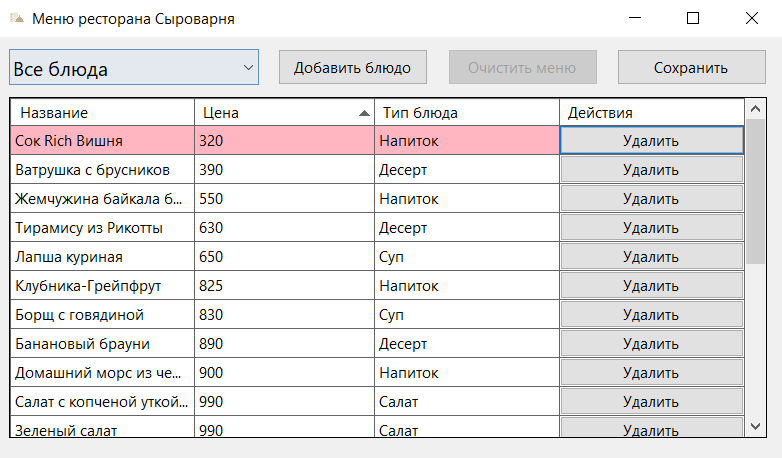 Меню ресторана Сыроварня
Все блюда Добавить блюдо Очистить меню Сохранить
Название Цена Тип блюда Действия
Сок Rich Вишня 320 Напиток Удалить
Ватрушка с брусников 390 Десерт Удалить
Жемчужина байкала б... 550 Напиток Удалить
Тирамису из Рикотты 630 Десерт Удалить
Лапша куриная 650 Суп Удалить
Клубника-Грейпфрут 825 Напиток Удалить
Борщ с говядиной 830 Суп Удалить
Банановый брауни 890 Десерт Удалить
Домашний морс из че... 900 Напиток Удалить
Салат с копченой уткой... 990 Салат Удалить
Зеленый салат 990 Салат Удалить